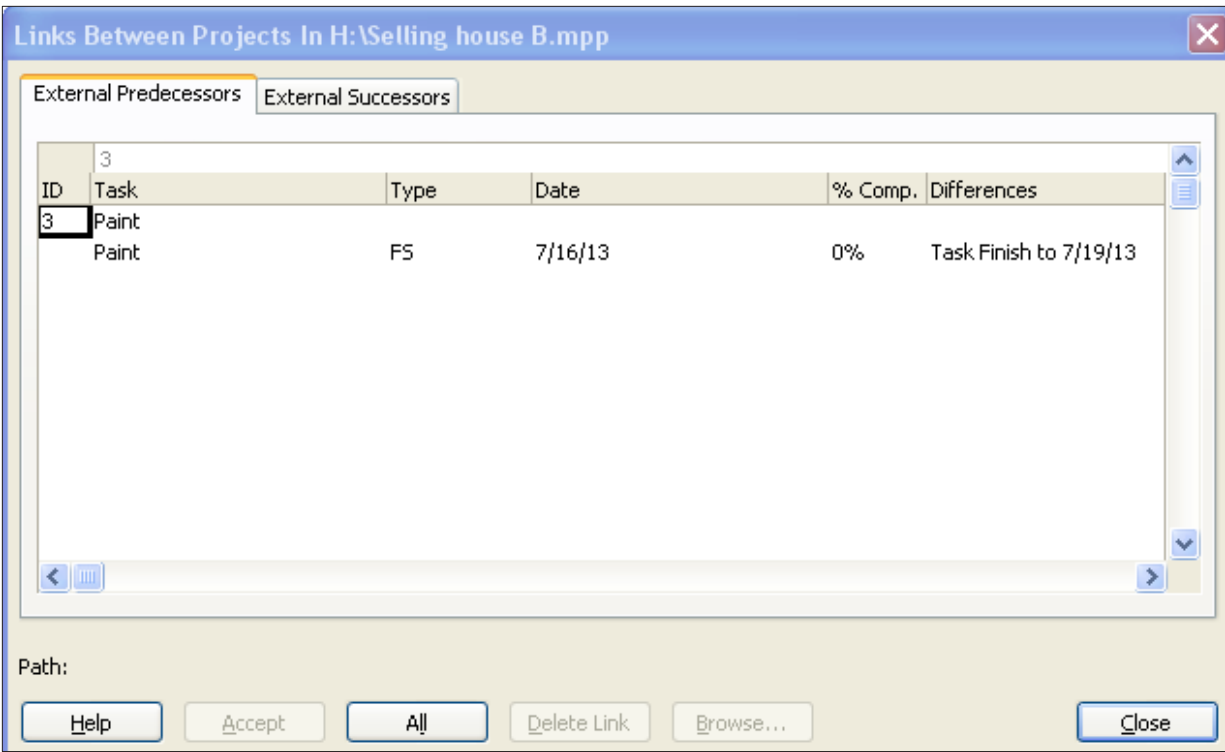 Links Between Projects In H:\Selling house B.mpp
External Predecessors External Successors
3
ID Task Type Date % Comp. Differences
3 Paint
Paint FS 7/16/13 0% Task Finish to 7/19/13
Path:
Help Accept All Delete Link Browse... Close